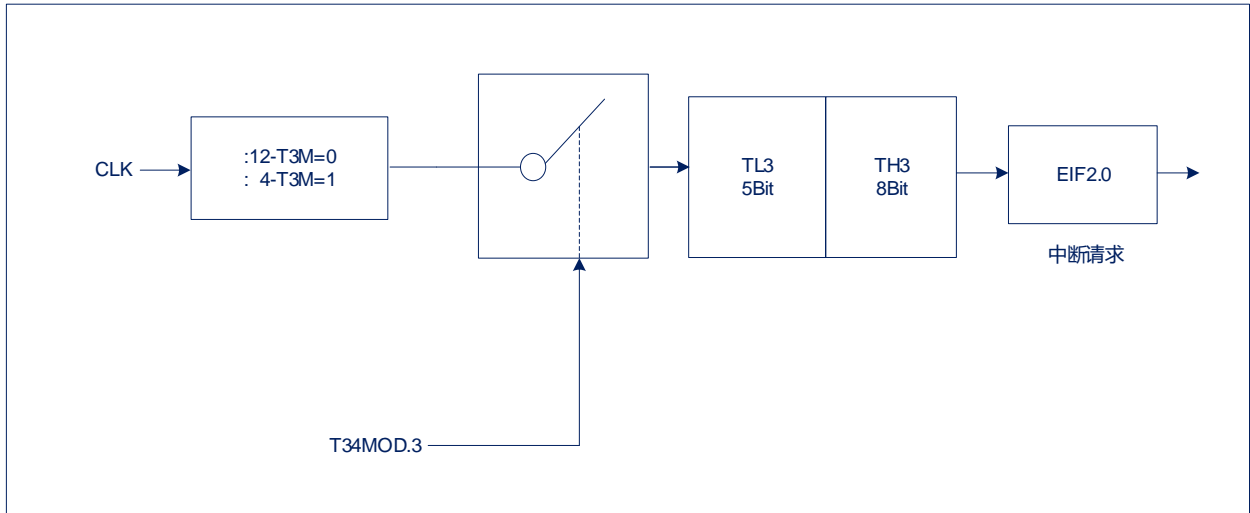 CLK
:12-T3M=0
: 4-T3M=1
TL3
5Bit
TH3
8Bit
EIF2.0
中断请求
T34MOD.3